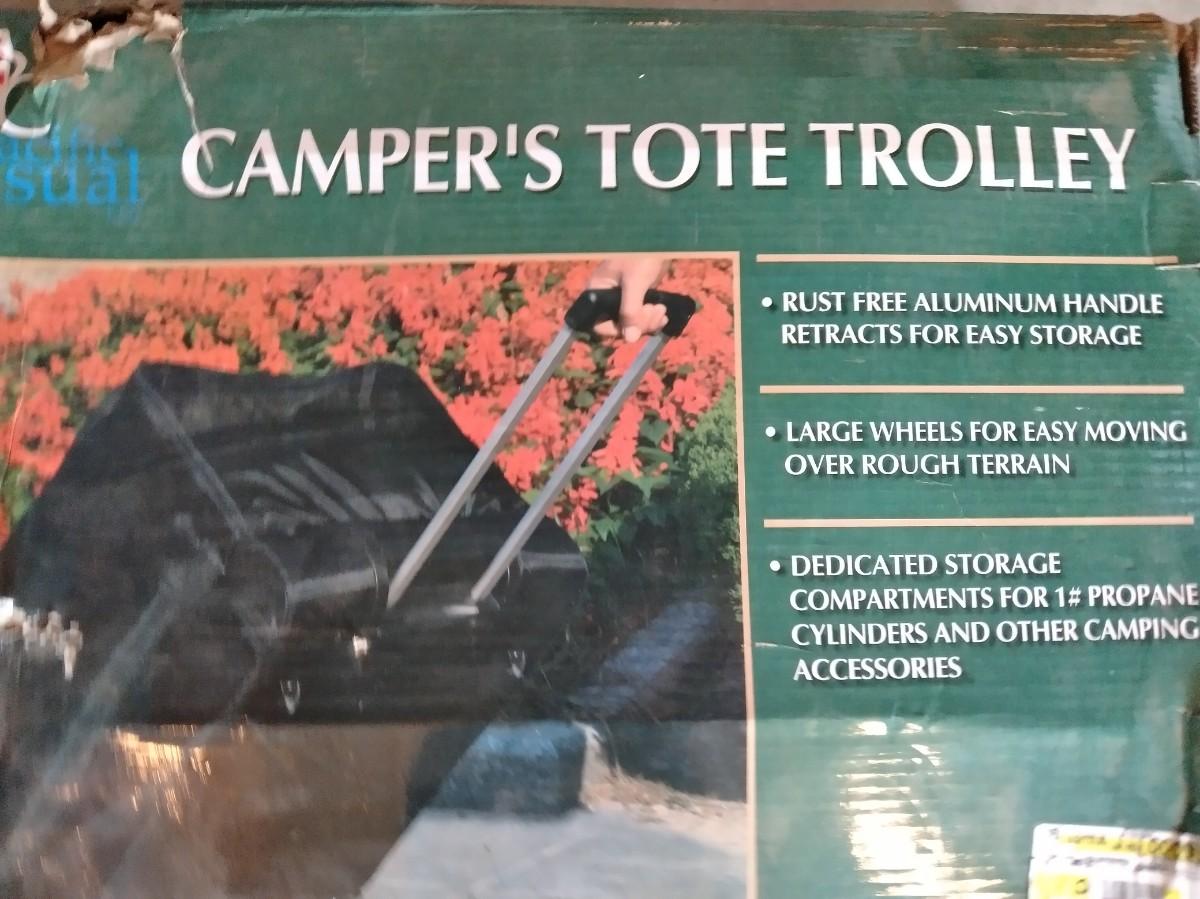 CAMPER'S TOTE TROLLEY
• RUST FREE ALUMINUM HANDLE
RETRACTS FOR EASY STORAGE
• LARGE WHEELS FOR EASY MOVING
OVER ROUGH TERRAIN
• DEDICATED STORAGE
COMPARTMENTS FOR 1# PROPANE
CYLINDERS AND OTHER CAMPING
ACCESSORIES